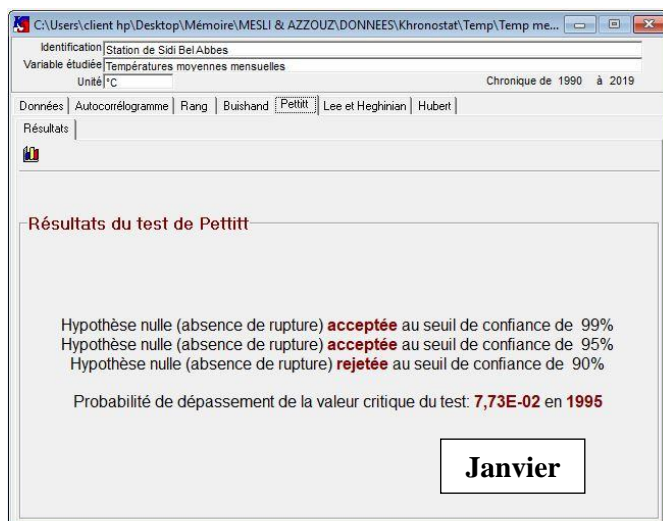 C:\Users\client hp\Desktop\Mémoire\MESLI & AZZOUZ\DONNEES\Khronostat\Temp\Temp me...
Identification Station de Sidi Bel Abbes
Variable étudiée Températures moyennes mensuelles
Unité °C Chronique de 1990 à 2019
Données Autocorrélogramme Rang Buishand Pettitt Lee et Heghinian Hubert
Résultats
Résultats du test de Pettitt
Hypothèse nulle (absence de rupture) acceptée au seuil de confiance de 99%
Hypothèse nulle (absence de rupture) acceptée au seuil de confiance de 95%
Hypothèse nulle (absence de rupture) rejetée au seuil de confiance de 90%
Probabilité de dépassement de la valeur critique du test: 7,73E-02 en 1995
Janvier